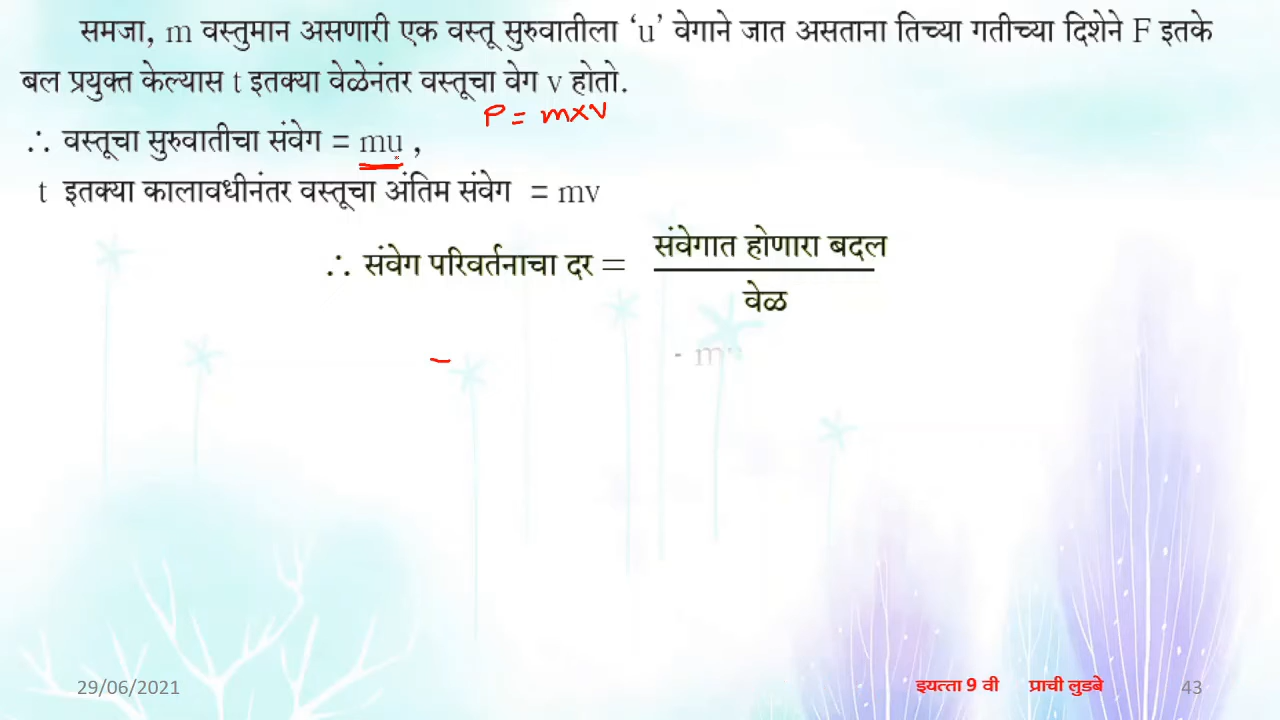 समजा, m वस्तुमान असणारी एक वस्तू सुरुवातीला ‘u’ वेगाने जात असताना तिच्या गतीच्या दिशेने F इतके
बल प्रयुक्त केल्यास t इतक्या वेळेनंतर वस्तूचा वेग v होतो.
P = m×v
∴ वस्तूचा सुरुवातीचा संवेग = mu ,
t इतक्या कालावधीनंतर वस्तूचा अंतिम संवेग = mv
∴ संवेग परिवर्तनाचा दर = संवेगात होणारा बदल
वेळ
29/06/2021 इयत्ता 9 वी प्राची लुडबे 43